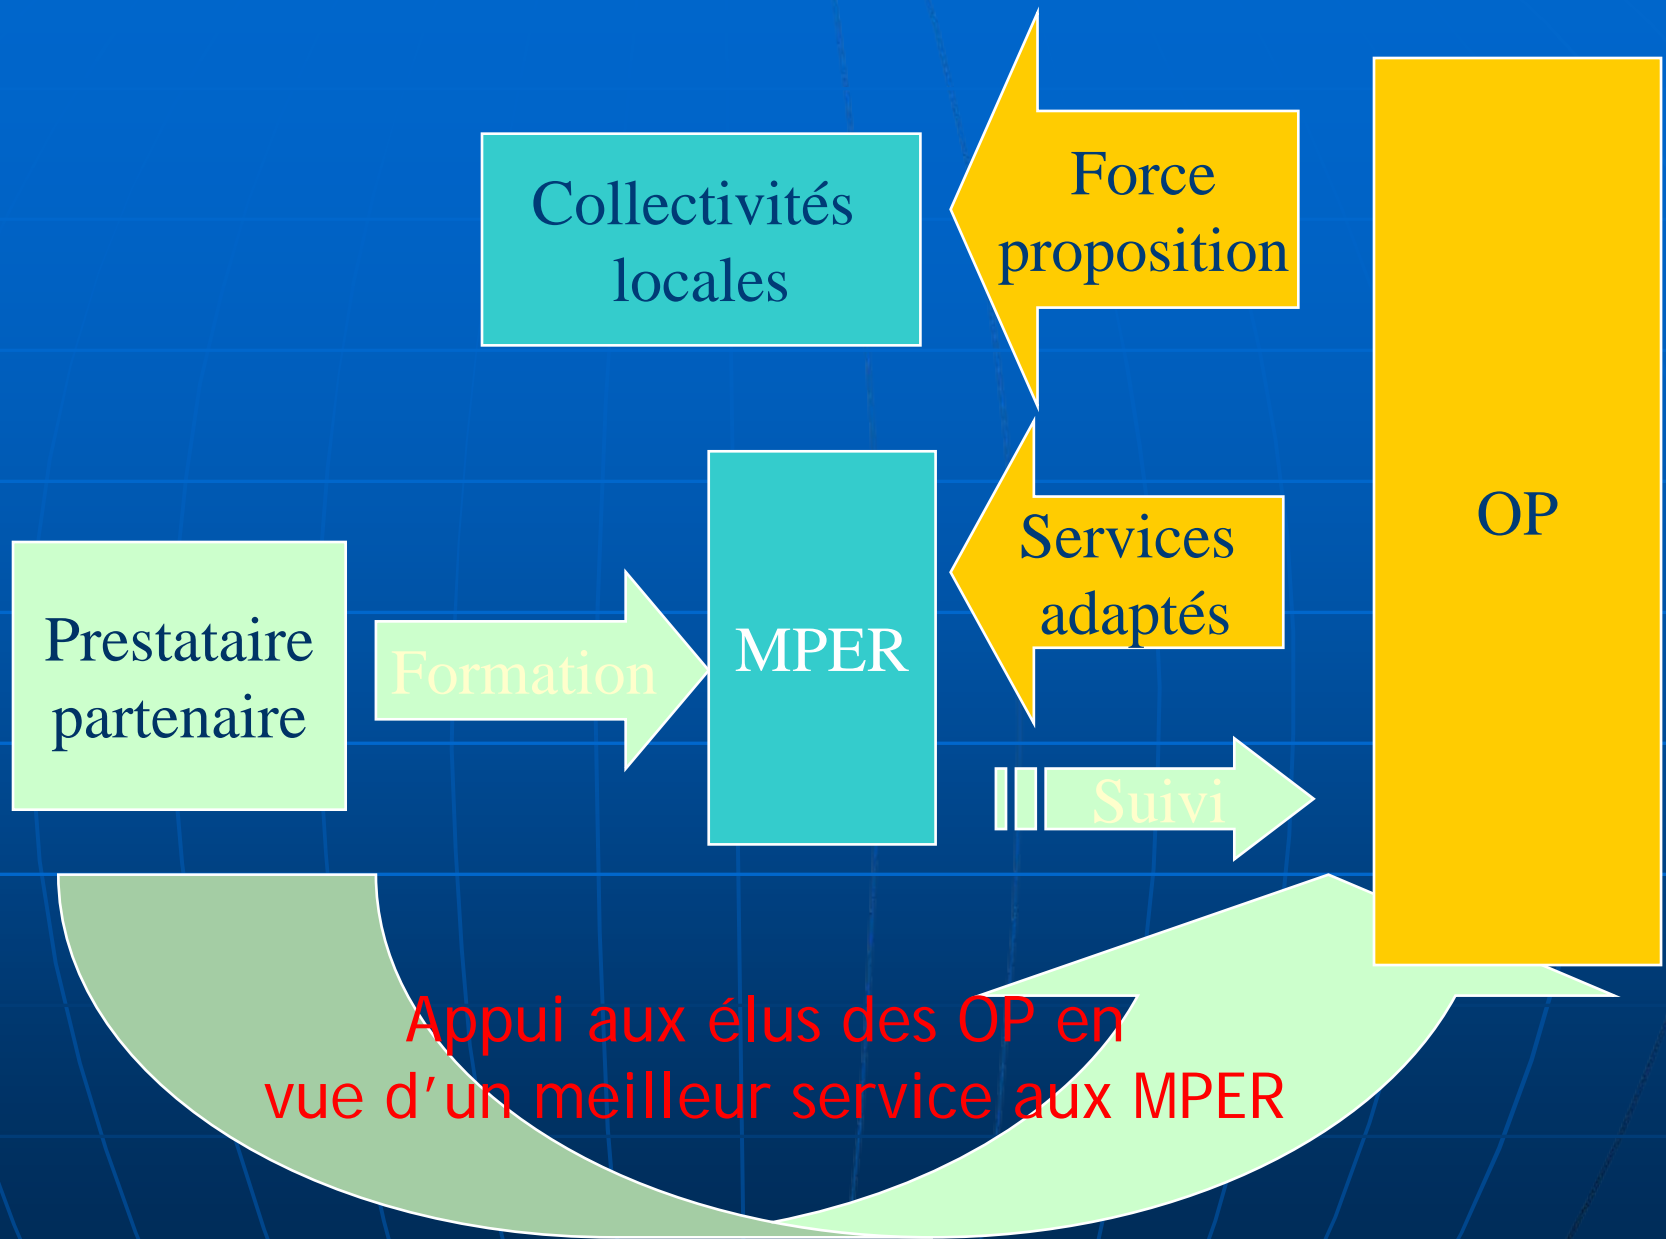 Collectivités
locales
Force
proposition
OP
Services
adaptés
Prestataire
partenaire
Formation
MPER
Suivi
Appui aux élus des OP en
vue d’un meilleur service aux MPER